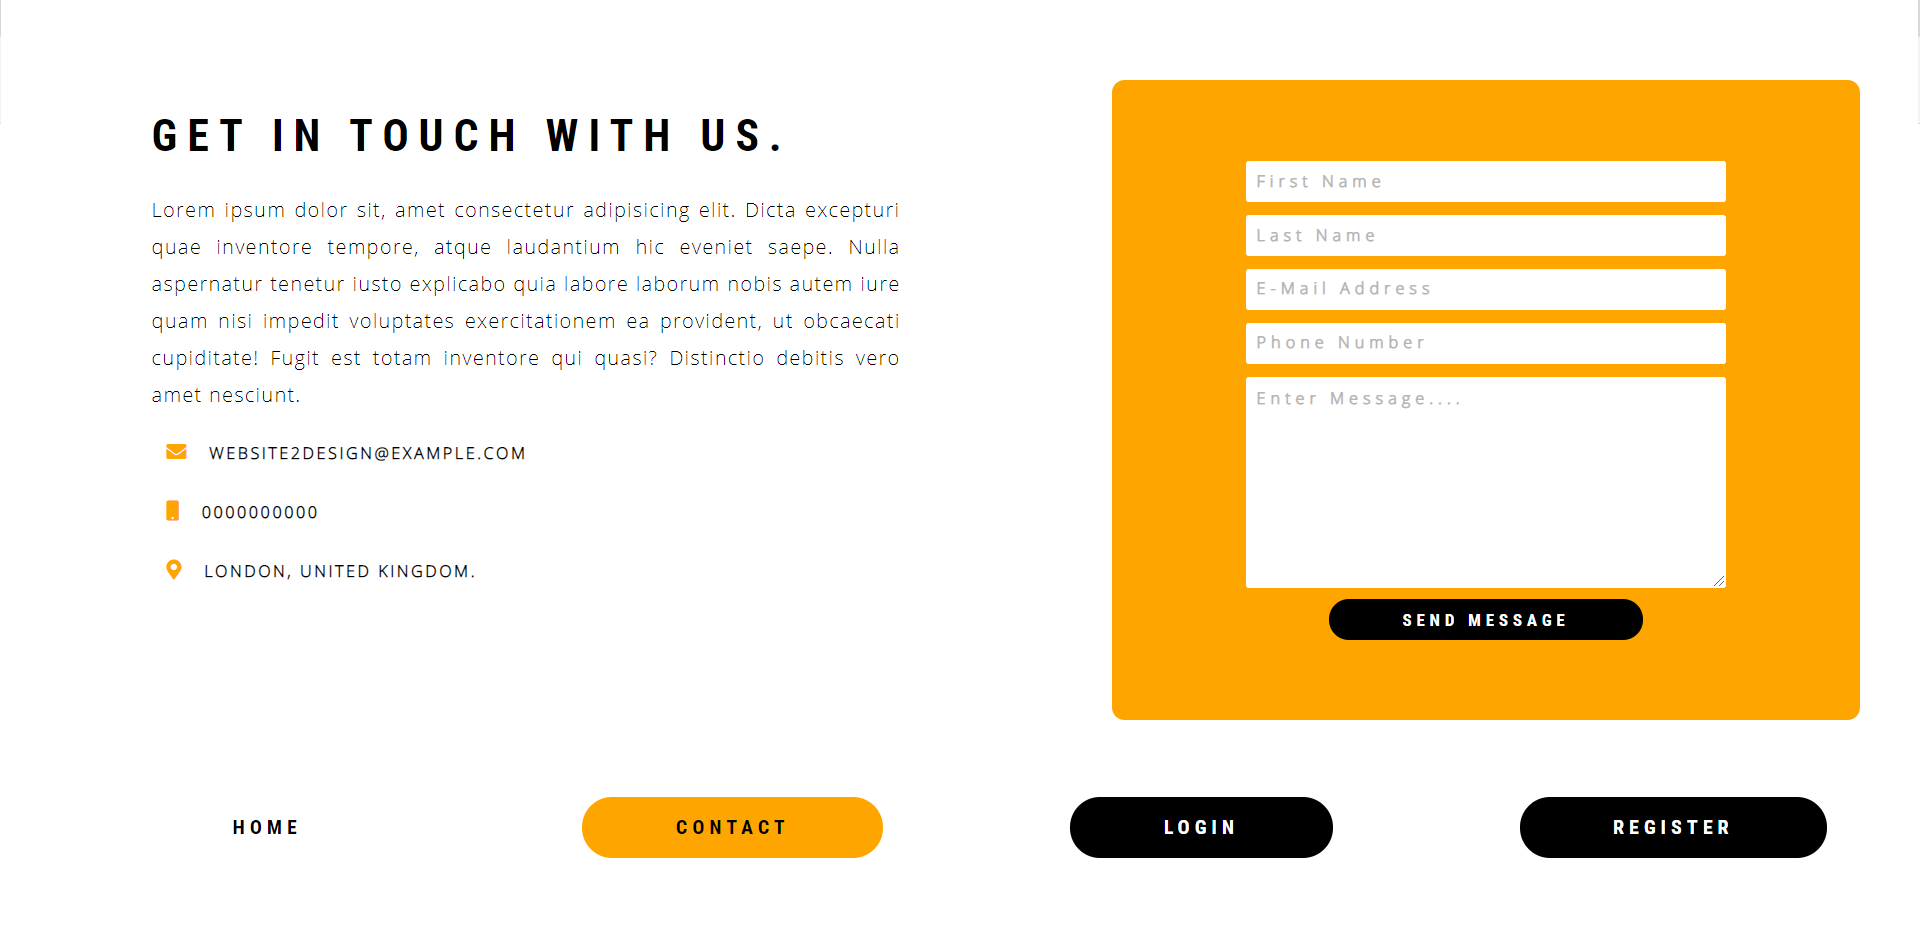 GET IN TOUCH WITH US.
Lorem ipsum dolor sit, amet consectetur adipisicing elit. Dicta excepturi
quae inventore tempore, atque laudantium hic eveniet saepe. Nulla
aspernatur tenetur iusto explicabo quia labore laborum nobis autem iure
quam nisi impedit voluptates exercitationem ea provident, ut obcaecati
cupiditate! Fugit est totam inventore qui quasi? Distinctio debitis vero
amet nesciunt.
WEBSITE2DESIGN@EXAMPLE.COM
0000000000
LONDON, UNITED KINGDOM.
First Name
Last Name
E-Mail Address
Phone Number
Enter Message....
SEND MESSAGE
HOME
CONTACT
LOGIN
REGISTER